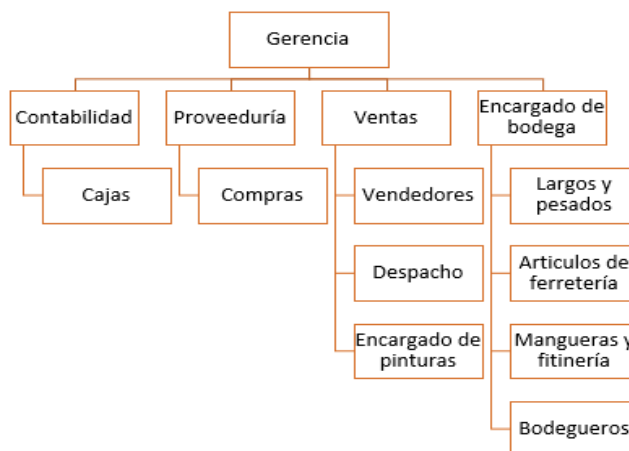 Gerencia
Contabilidad
Proveeduría
Ventas
Encargado de
bodega
Cajas
Compras
Vendedores
Largos y
pesados
Despacho
Articulos de
ferretería
Encargado de
pinturas
Mangueras y
fitinería
Bodegueros